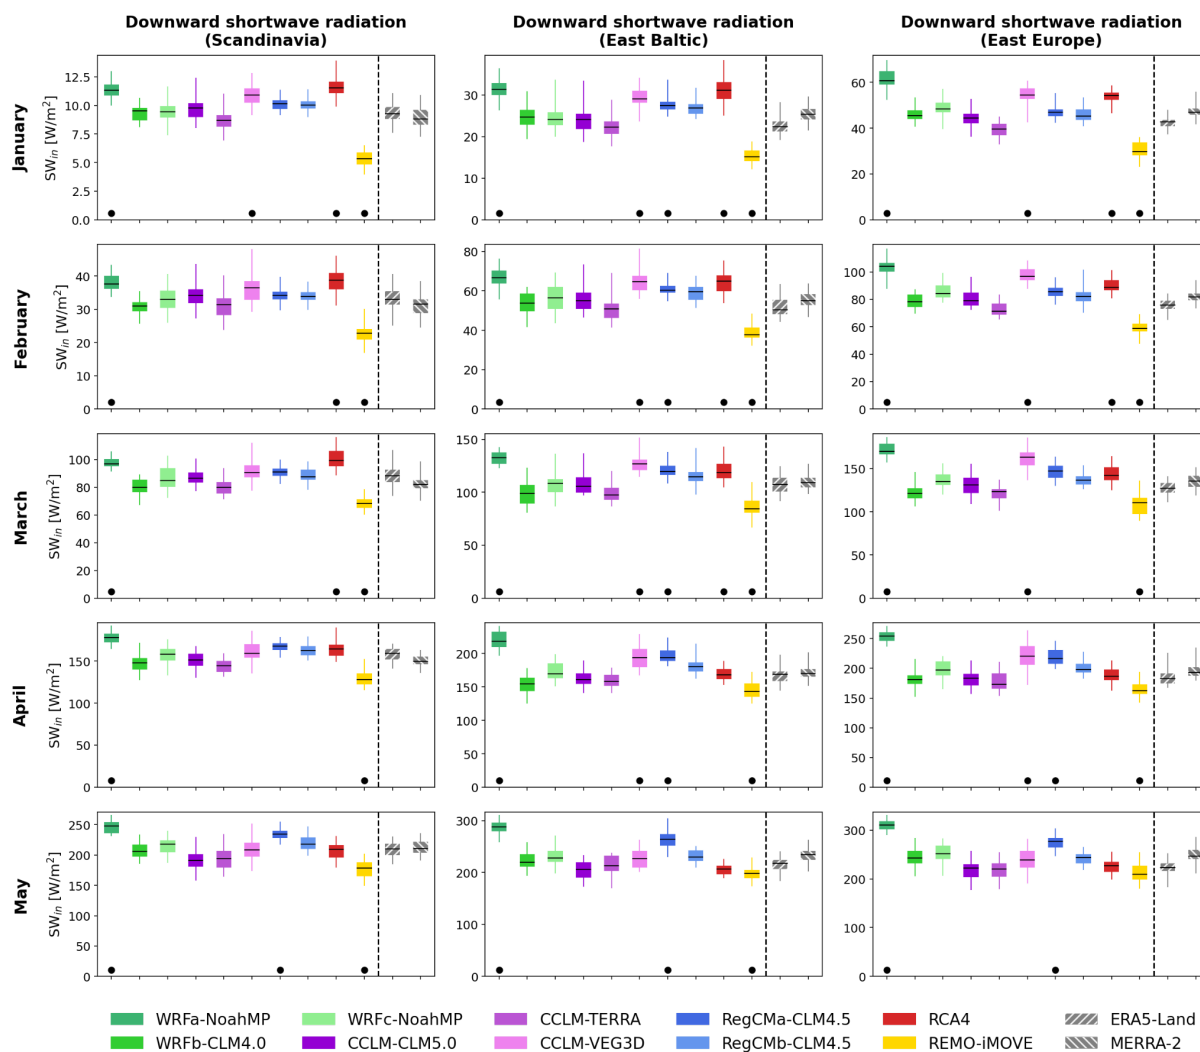 Downward shortwave radiation
(Scandinavia)
Downward shortwave radiation
(East Baltic)
Downward shortwave radiation
(East Europe)
January
SW_in [W/m²]
12.5
10.0
7.5
5.0
2.5
0.0
30
20
10
0
60
40
20
0
February
SW_in [W/m²]
40
30
20
10
0
80
60
40
20
0
100
80
60
40
20
0
March
SW_in [W/m²]
100
80
60
40
20
0
150
100
50
0
150
100
50
0
April
SW_in [W/m²]
150
100
50
0
200
150
100
50
0
250
200
150
100
50
0
May
SW_in [W/m²]
250
200
150
100
50
0
300
200
100
0
300
200
100
0
WRFa-NoahMP
WRFc-NoahMP
CCLM-TERRA
RegCMa-CLM4.5
RCA4
ERA5-Land
WRFb-CLM4.0
CCLM-CLM5.0
CCLM-VEG3D
RegCMb-CLM4.5
REMO-iMOVE
MERRA-2